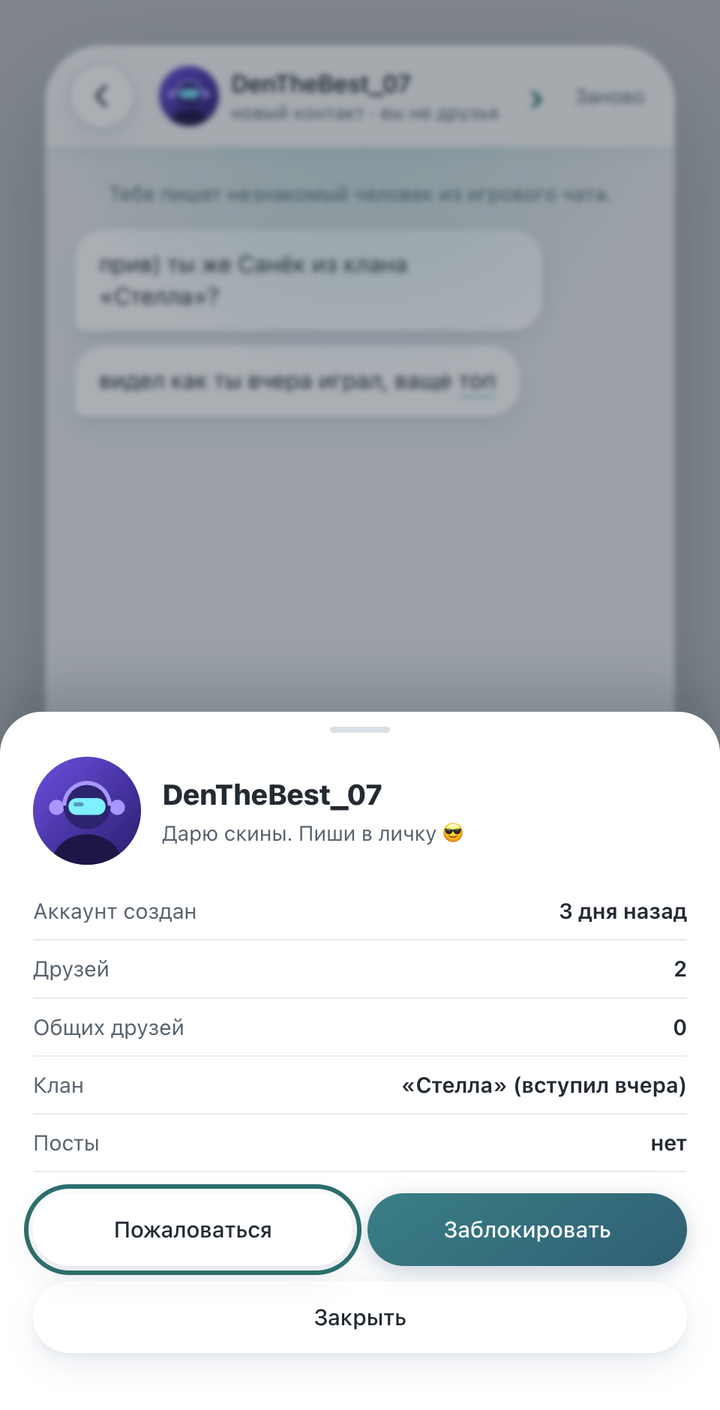 DenTheBest_07
новый контакт · вы не друзья
Заново
Тебе пишет незнакомый человек из игрового чата.
прив) ты же Санёк из клана
«Стелла»?
видел как ты вчера играл, ваще топ
DenTheBest_07
Дарю скины. Пиши в личку 😎
Аккаунт создан 3 дня назад
Друзей 2
Общих друзей 0
Клан «Стелла» (вступил вчера)
Посты нет
Пожаловаться Заблокировать
Закрыть